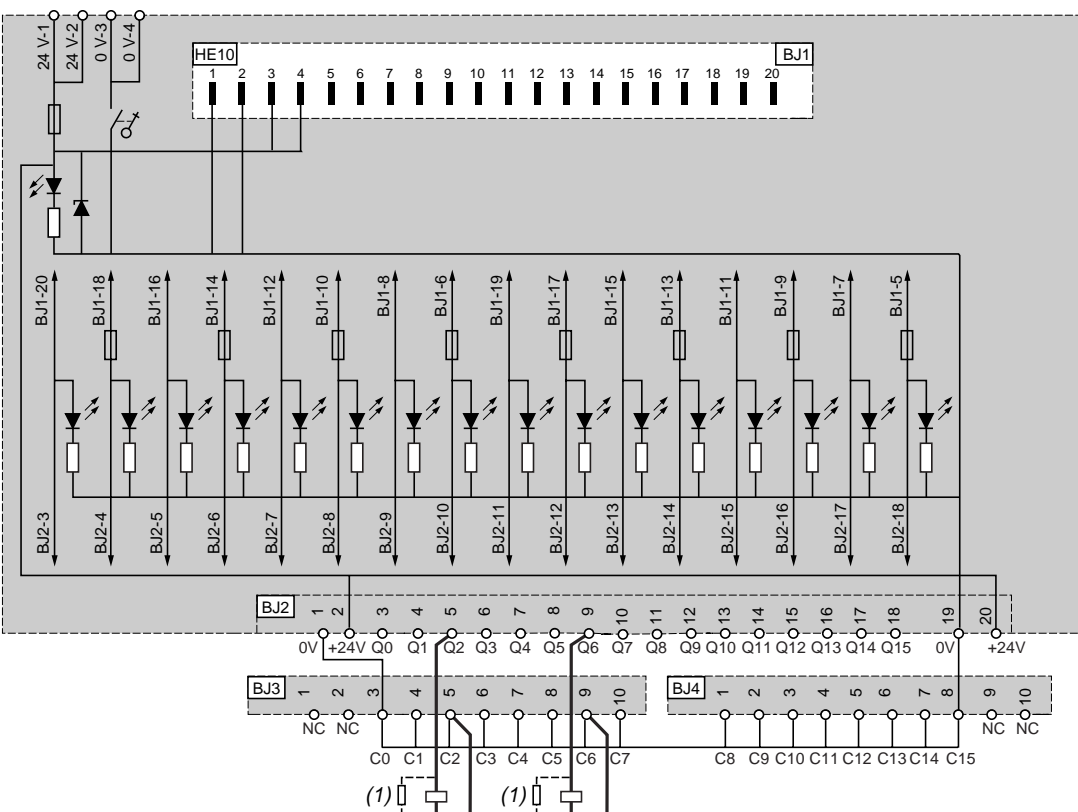 24 V-1 24 V-2 0 V-3 0 V-4
HE10 BJ1
1 2 3 4 5 6 7 8 9 10 11 12 13 14 15 16 17 18 19 20
BJ1-20 BJ1-18 BJ1-16 BJ1-14 BJ1-12 BJ1-10 BJ1-8 BJ1-6 BJ1-19 BJ1-17 BJ1-15 BJ1-13 BJ1-11 BJ1-9 BJ1-7 BJ1-5
BJ2-3 BJ2-4 BJ2-5 BJ2-6 BJ2-7 BJ2-8 BJ2-9 BJ2-10 BJ2-11 BJ2-12 BJ2-13 BJ2-14 BJ2-15 BJ2-16 BJ2-17 BJ2-18
BJ2 1 2 3 4 5 6 7 8 9 10 11 12 13 14 15 16 17 18 19 20
0V +24V Q0 Q1 Q2 Q3 Q4 Q5 Q6 Q7 Q8 Q9 Q10 Q11 Q12 Q13 Q14 Q15 0V +24V
BJ3 1 2 3 4 5 6 7 8 9 10 BJ4 1 2 3 4 5 6 7 8 9 10
NC NC NC NC
C0 C1 C2 C3 C4 C5 C6 C7 C8 C9 C10 C11 C12 C13 C14 C15
(1) (1)